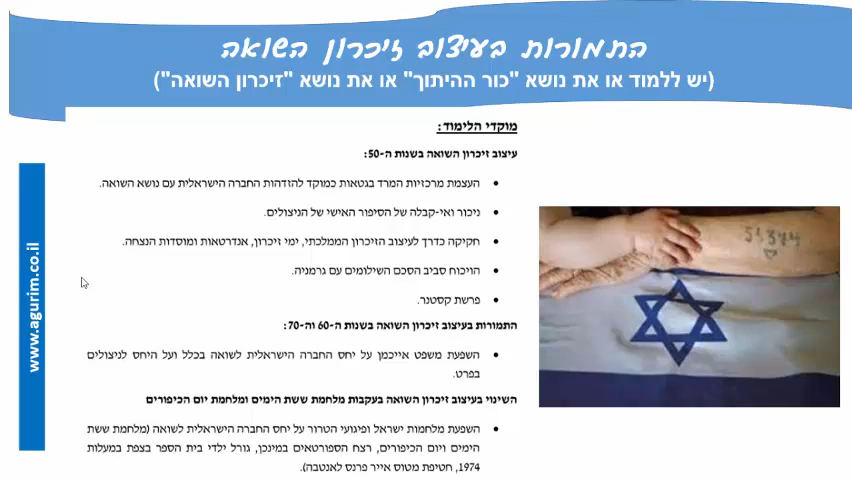 התמורות בעיצוב זיכרון השואה
(יש ללמוד או את נושא "כור ההיתוך" או את נושא "זיכרון השואה")
מוקדי הלימוד:
עיצוב זיכרון השואה בשנות ה-50:
• העצמת מרכזיות המרד בגטאות כמוקד להזדהות החברה הישראלית עם נושא השואה.
• ניכור ואי-קבלה של הסיפור האישי של הניצולים.
• חקיקה כדרך לעיצוב הזיכרון הממלכתי, ימי זיכרון, אנדרטאות ומוסדות הנצחה.
• הויכוח סביב הסכם השילומים עם גרמניה.
• פרשת קסטנר.
התמורות בעיצוב זיכרון השואה בשנות ה-60 וה-70:
• השפעת משפט אייכמן על יחס החברה הישראלית לשואה בכלל ועל היחס לניצולים
בפרט.
השינוי בעיצוב זיכרון השואה בעקבות מלחמת ששת הימים ומלחמת יום הכיפורים
• השפעת מלחמות ישראל ופיגועי הטרור על יחס החברה הישראלית לשואה (מלחמת ששת
הימים ויום הכיפורים, רצח הספורטאים במינכן, גורל ילדי בית הספר בצפת במעלות
1974, חטיפת מטוס אייר פרנס לאנטבה).
www.agurim.co.il